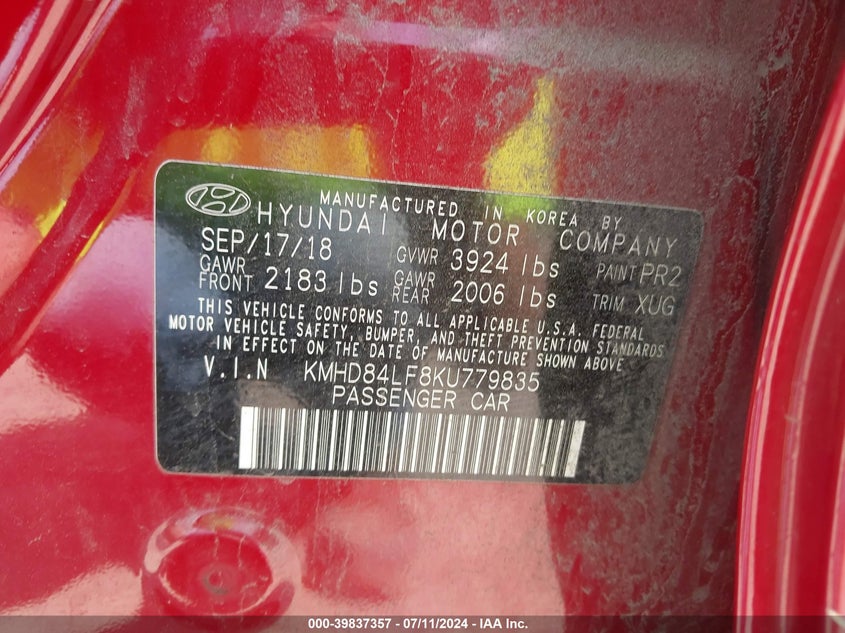 MANUFACTURED IN KOREA BY
HYUNDAI MOTOR COMPANY
SEP/17/18 GVWR 3924 lbs PAINT PR2
GAWR FRONT 2183 lbs GAWR REAR 2006 lbs TRIM XUG
THIS VEHICLE CONFORMS TO ALL APPLICABLE U.S.A. FEDERAL
MOTOR VEHICLE SAFETY, BUMPER, AND THEFT PREVENTION STANDARDS
IN EFFECT ON THE DATE OF MANUFACTURE SHOWN ABOVE
V.I.N KMHD84LF8KU779835
PASSENGER CAR
000-39837357 - 07/11/2024 - IAA Inc.